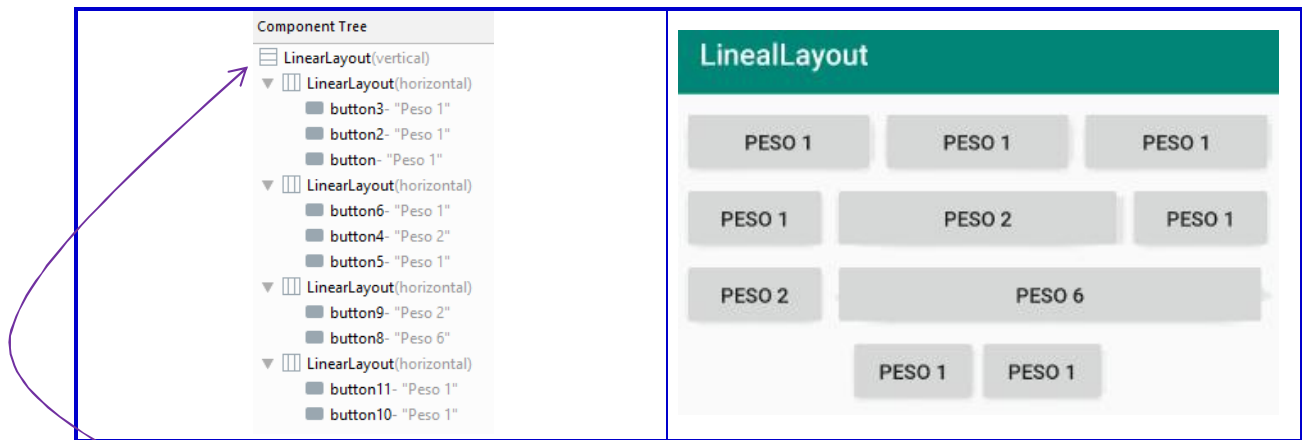 Component Tree
LinearLayout(vertical)
LinearLayout(horizontal)
button3- "Peso 1"
button2- "Peso 1"
button- "Peso 1"
LinearLayout(horizontal)
button6- "Peso 1"
button4- "Peso 2"
button5- "Peso 1"
LinearLayout(horizontal)
button9- "Peso 2"
button8- "Peso 6"
LinearLayout(horizontal)
button11- "Peso 1"
button10- "Peso 1"
LinealLayout
PESO 1 PESO 1 PESO 1
PESO 1 PESO 2 PESO 1
PESO 2 PESO 6
PESO 1 PESO 1